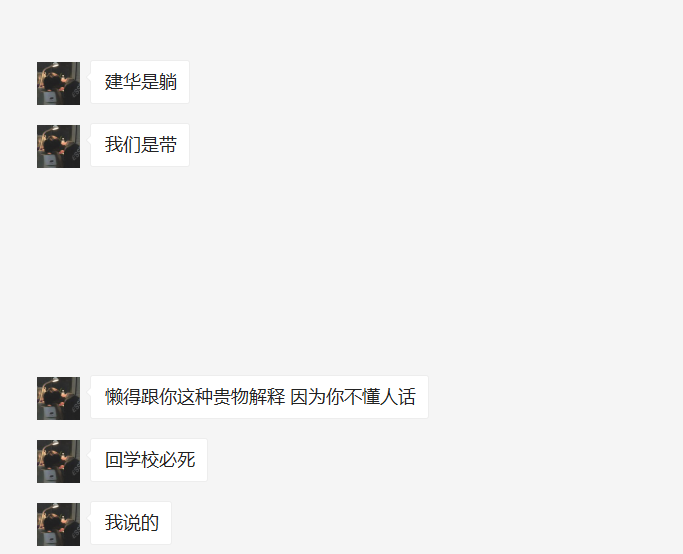 建华是躺
我们是带
懒得跟你这种贵物解释 因为你不懂人话
回学校必死
我说的